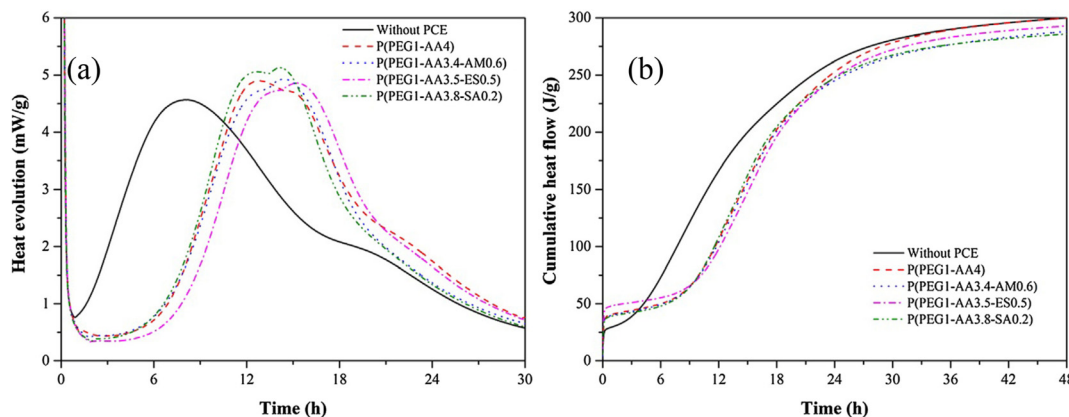 (a)
Without PCE
P(PEG1-AA4)
P(PEG1-AA3.4-AM0.6)
P(PEG1-AA3.5-ES0.5)
P(PEG1-AA3.8-SA0.2)
Heat evolution (mW/g)
6
5
4
3
2
1
0
0 6 12 18 24 30
Time (h)
(b)
Without PCE
P(PEG1-AA4)
P(PEG1-AA3.4-AM0.6)
P(PEG1-AA3.5-ES0.5)
P(PEG1-AA3.8-SA0.2)
Cumulative heat flow (J/g)
300
250
200
150
100
50
0
0 6 12 18 24 30 36 42 48
Time (h)